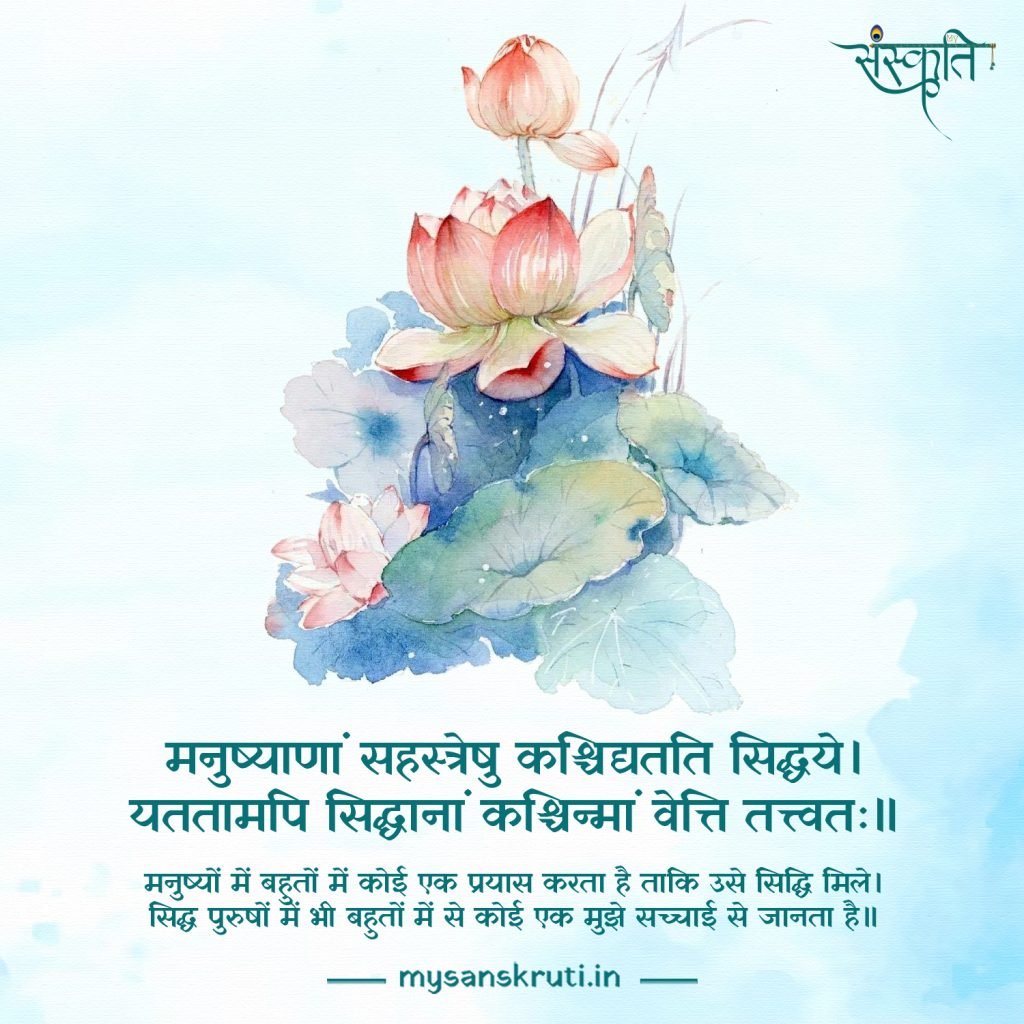 संस्कृति
मनुष्याणां सहस्त्रेषु कश्चिद्यतति सिद्धये।
यततामपि सिद्धानां कश्चिन्मां वेत्ति तत्त्वतः॥
मनुष्यों में बहुतों में कोई एक प्रयास करता है ताकि उसे सिद्धि मिले।
सिद्ध पुरुषों में भी बहुतों में से कोई एक मुझे सच्चाई से जानता है॥
mysanskruti.in